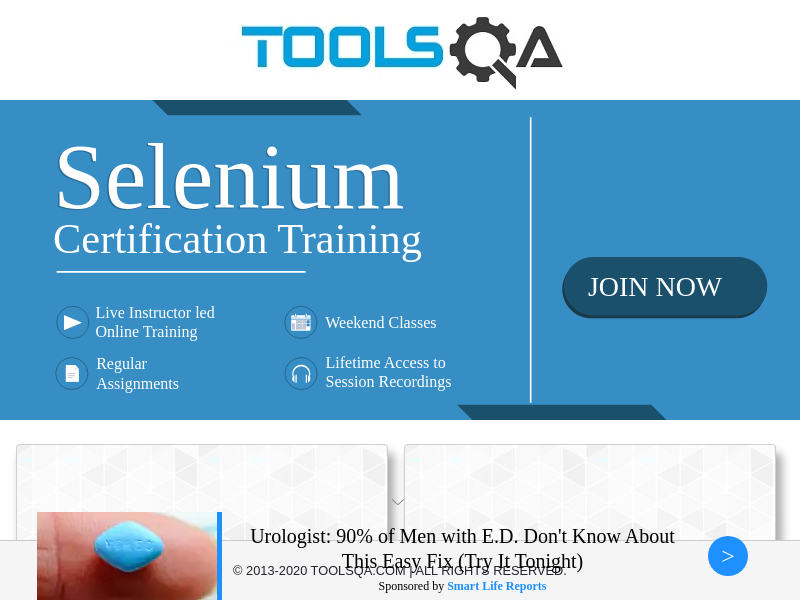 TOOLSQA
Selenium
Certification Training
JOIN NOW
Live Instructor led
Online Training
Weekend Classes
Regular
Assignments
Lifetime Access to
Session Recordings
Urologist: 90% of Men with E.D. Don't Know About
This Easy Fix (Try It Tonight)
© 2013-2020 TOOLSQA.COM | ALL RIGHTS RESERVED.
Sponsored by Smart Life Reports
>